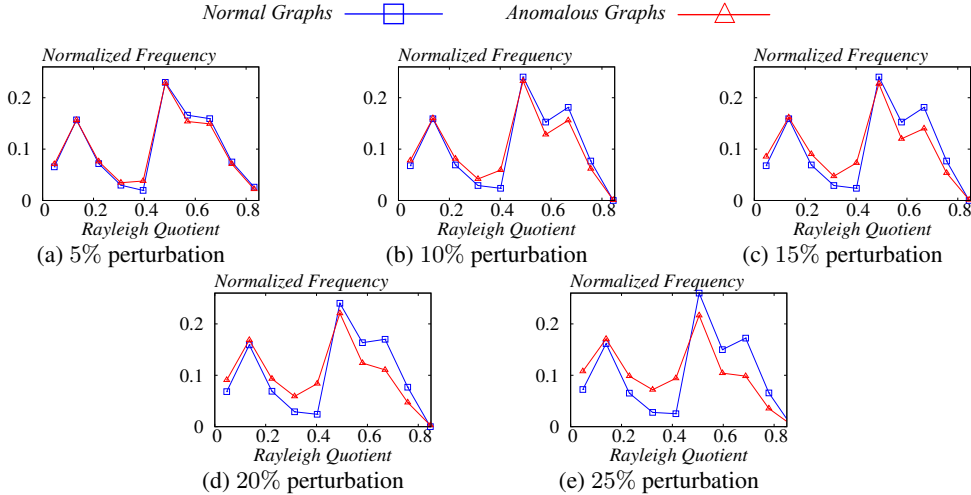 Normal Graphs Anomalous Graphs
Normalized Frequency Normalized Frequency Normalized Frequency
0.2 0.2 0.2
0.1 0.1 0.1
0 0 0
0 0.2 0.4 0.6 0.8 0 0.2 0.4 0.6 0.8 0 0.2 0.4 0.6 0.8
Rayleigh Quotient Rayleigh Quotient Rayleigh Quotient
(a) 5% perturbation (b) 10% perturbation (c) 15% perturbation
Normalized Frequency Normalized Frequency
0.2 0.2
0.1 0.1
0 0
0 0.2 0.4 0.6 0.8 0 0.2 0.4 0.6 0.8
Rayleigh Quotient Rayleigh Quotient
(d) 20% perturbation (e) 25% perturbation